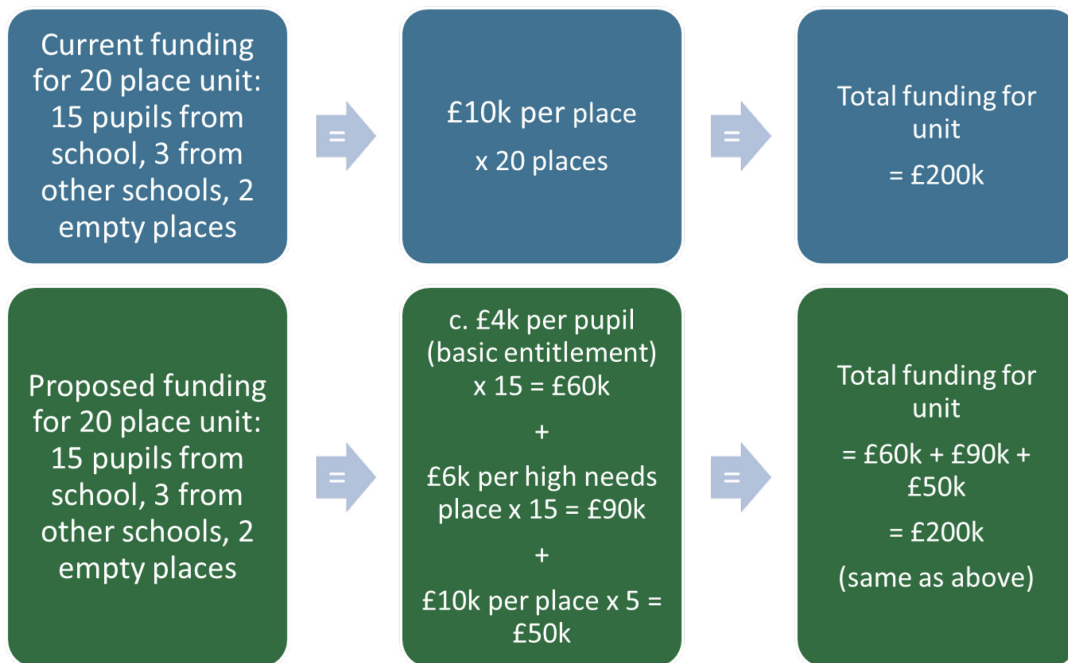 Current funding
for 20 place unit:
15 pupils from
school, 3 from
other schools, 2
empty places
=
£10k per place
x 20 places
=
Total funding for
unit
= £200k
Proposed funding
for 20 place unit:
15 pupils from
school, 3 from
other schools, 2
empty places
=
c. £4k per pupil
(basic entitlement)
x 15 = £60k
+
£6k per high needs
place x 15 = £90k
+
£10k per place x 5 =
£50k
=
Total funding for
unit
= £60k + £90k +
£50k
= £200k
(same as above)